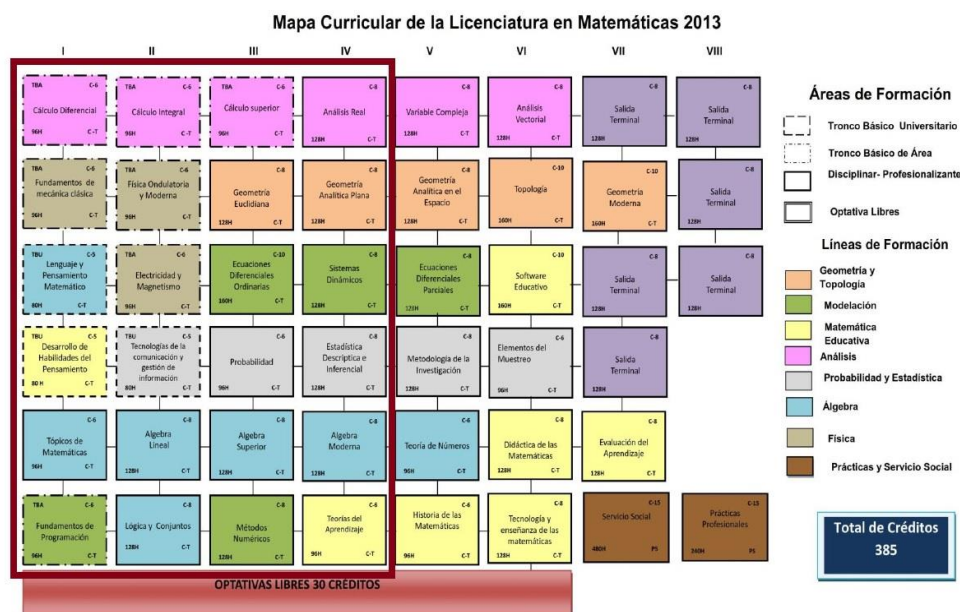 Mapa Curricular de la Licenciatura en Matemáticas 2013
I II III IV V VI VII VIII
TBA C-6
Cálculo Diferencial
96H C-T
TBA C-6
Cálculo Integral
96H C-T
TBA C-6
Cálculo superior
96H C-T
C-8
Análisis Real
128H C-T
C-8
Variable Compleja
128H C-T
C-8
Análisis
Vectorial
128H C-T
C-8
Salida
Terminal
128H
C-8
Salida
Terminal
128H
TBA C-6
Fundamentos de
mecánica clásica
96H C-T
TBA C-6
Física Ondulatoria
y Moderna
96H C-T
C-8
Geometría
Euclidiana
128H C-T
C-8
Geometría
Analítica Plana
128H C-T
C-8
Geometría
Analítica en el
Espacio
128H C-T
C-10
Topología
160H C-T
C-10
Geometría
Moderna
160H C-T
C-8
Salida
Terminal
128H
TBU C-5
Lenguaje y
Pensamiento
Matemático
80H C-T
TBA
Electricidad y
Magnetismo
96H C-T
C-10
Ecuaciones
Diferenciales
Ordinarias
160H C-T
C-8
Sistemas
Dinámicos
128H C-T
C-8
Ecuaciones
Diferenciales
Parciales
128H C-T
C-10
Software
Educativo
160H C-T
C-8
Salida
Terminal
128H
C-8
Salida
Terminal
128H
TBU C-5
Desarrollo de
Habilidades del
Pensamiento
80 H C-T
TBU C-5
Tecnologías de la
comunicación y
gestión de
información
80H C-T
C-6
Probabilidad
96H C-T
C-8
Estadística
Descriptica e
Inferencial
128H C-T
C-8
Metodología de la
Investigación
128H C-T
C-6
Elementos del
Muestreo
96H C-T
C-8
Salida
Terminal
128H
C-6
Tópicos de
Matemáticas
96H C-T
C-8
Algebra
Lineal
128H C-T
C-8
Algebra
Superior
128H C-T
C-8
Algebra
Moderna
128H C-T
C-6
Teoría de Números
96H C-T
C-8
Didáctica de las
Matemáticas
128H C-T
C-8
Evaluación del
Aprendizaje
128H C-T
TBA C-6
Fundamentos de
Programación
96H C-T
C-8
Lógica y Conjuntos
128H C-T
C-8
Métodos
Numéricos
128H C-T
C-6
Teorías del
Aprendizaje
96H C-T
C-6
Historia de las
Matemáticas
96H C-T
C-8
Tecnología y
enseñanza de las
matemáticas
128H C-T
Servicio Social
480H PS
Prácticas
Profesionales
PS
OPTATIVAS LIBRES 30 CRÉDITOS
Áreas de Formación
Tronco Básico Universitario
Tronco Básico de Área
Disciplinar- Profesionalizante
Optativa Libres
Líneas de Formación
Geometría y
Topología
Modelación
Matemática
Educativa
Análisis
Probabilidad y Estadística
Álgebra
Física
Prácticas y Servicio Social
Total de Créditos
385